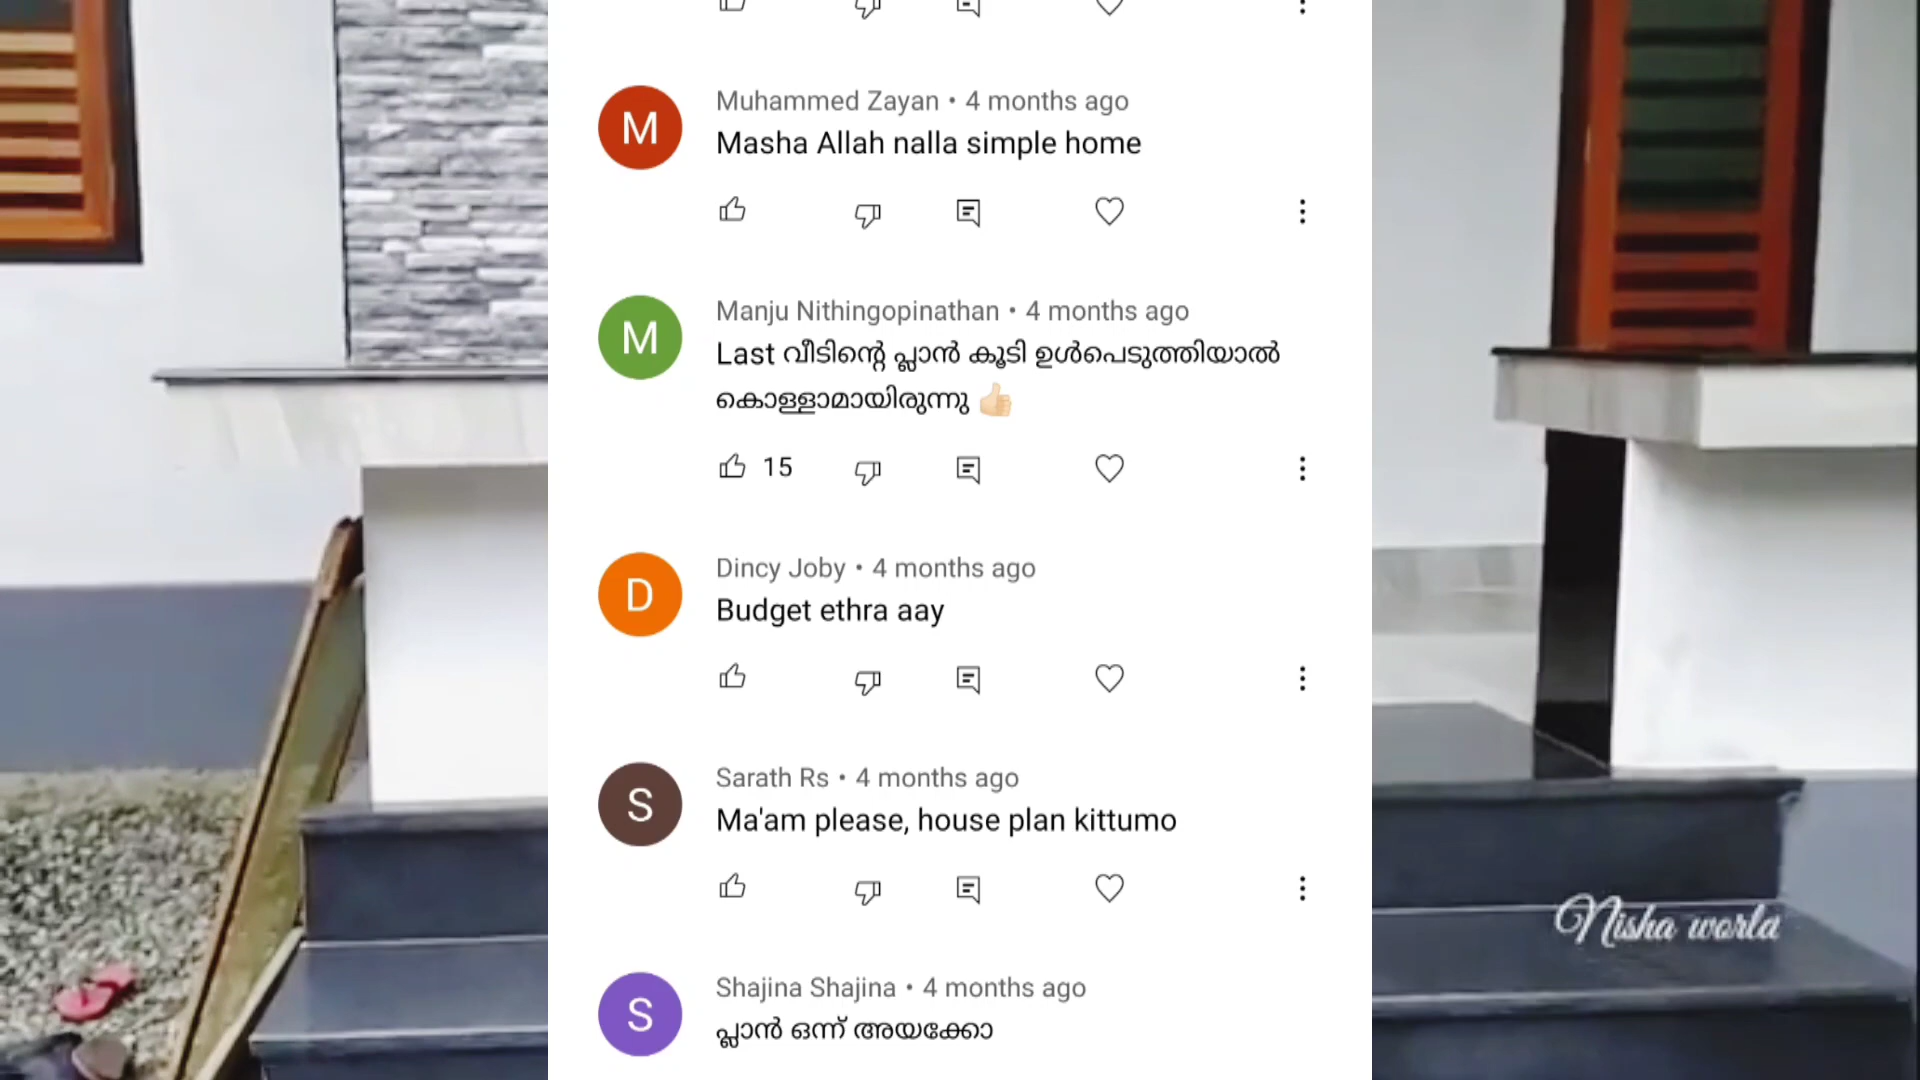 M
Muhammed Zayan • 4 months ago
Masha Allah nalla simple home
M
Manju Nithingopinathan • 4 months ago
Last വീടിന്റെ പ്ലാൻ കൂടി ഉൾപെടുത്തിയാൽ
കൊള്ളാമായിരുന്നു 👍🏻
15
D
Dincy Joby • 4 months ago
Budget ethra aay
S
Sarath Rs • 4 months ago
Ma'am please, house plan kittumo
Nisha world
S
Shajina Shajina • 4 months ago
പ്ലാൻ ഒന്ന് അയക്കോ